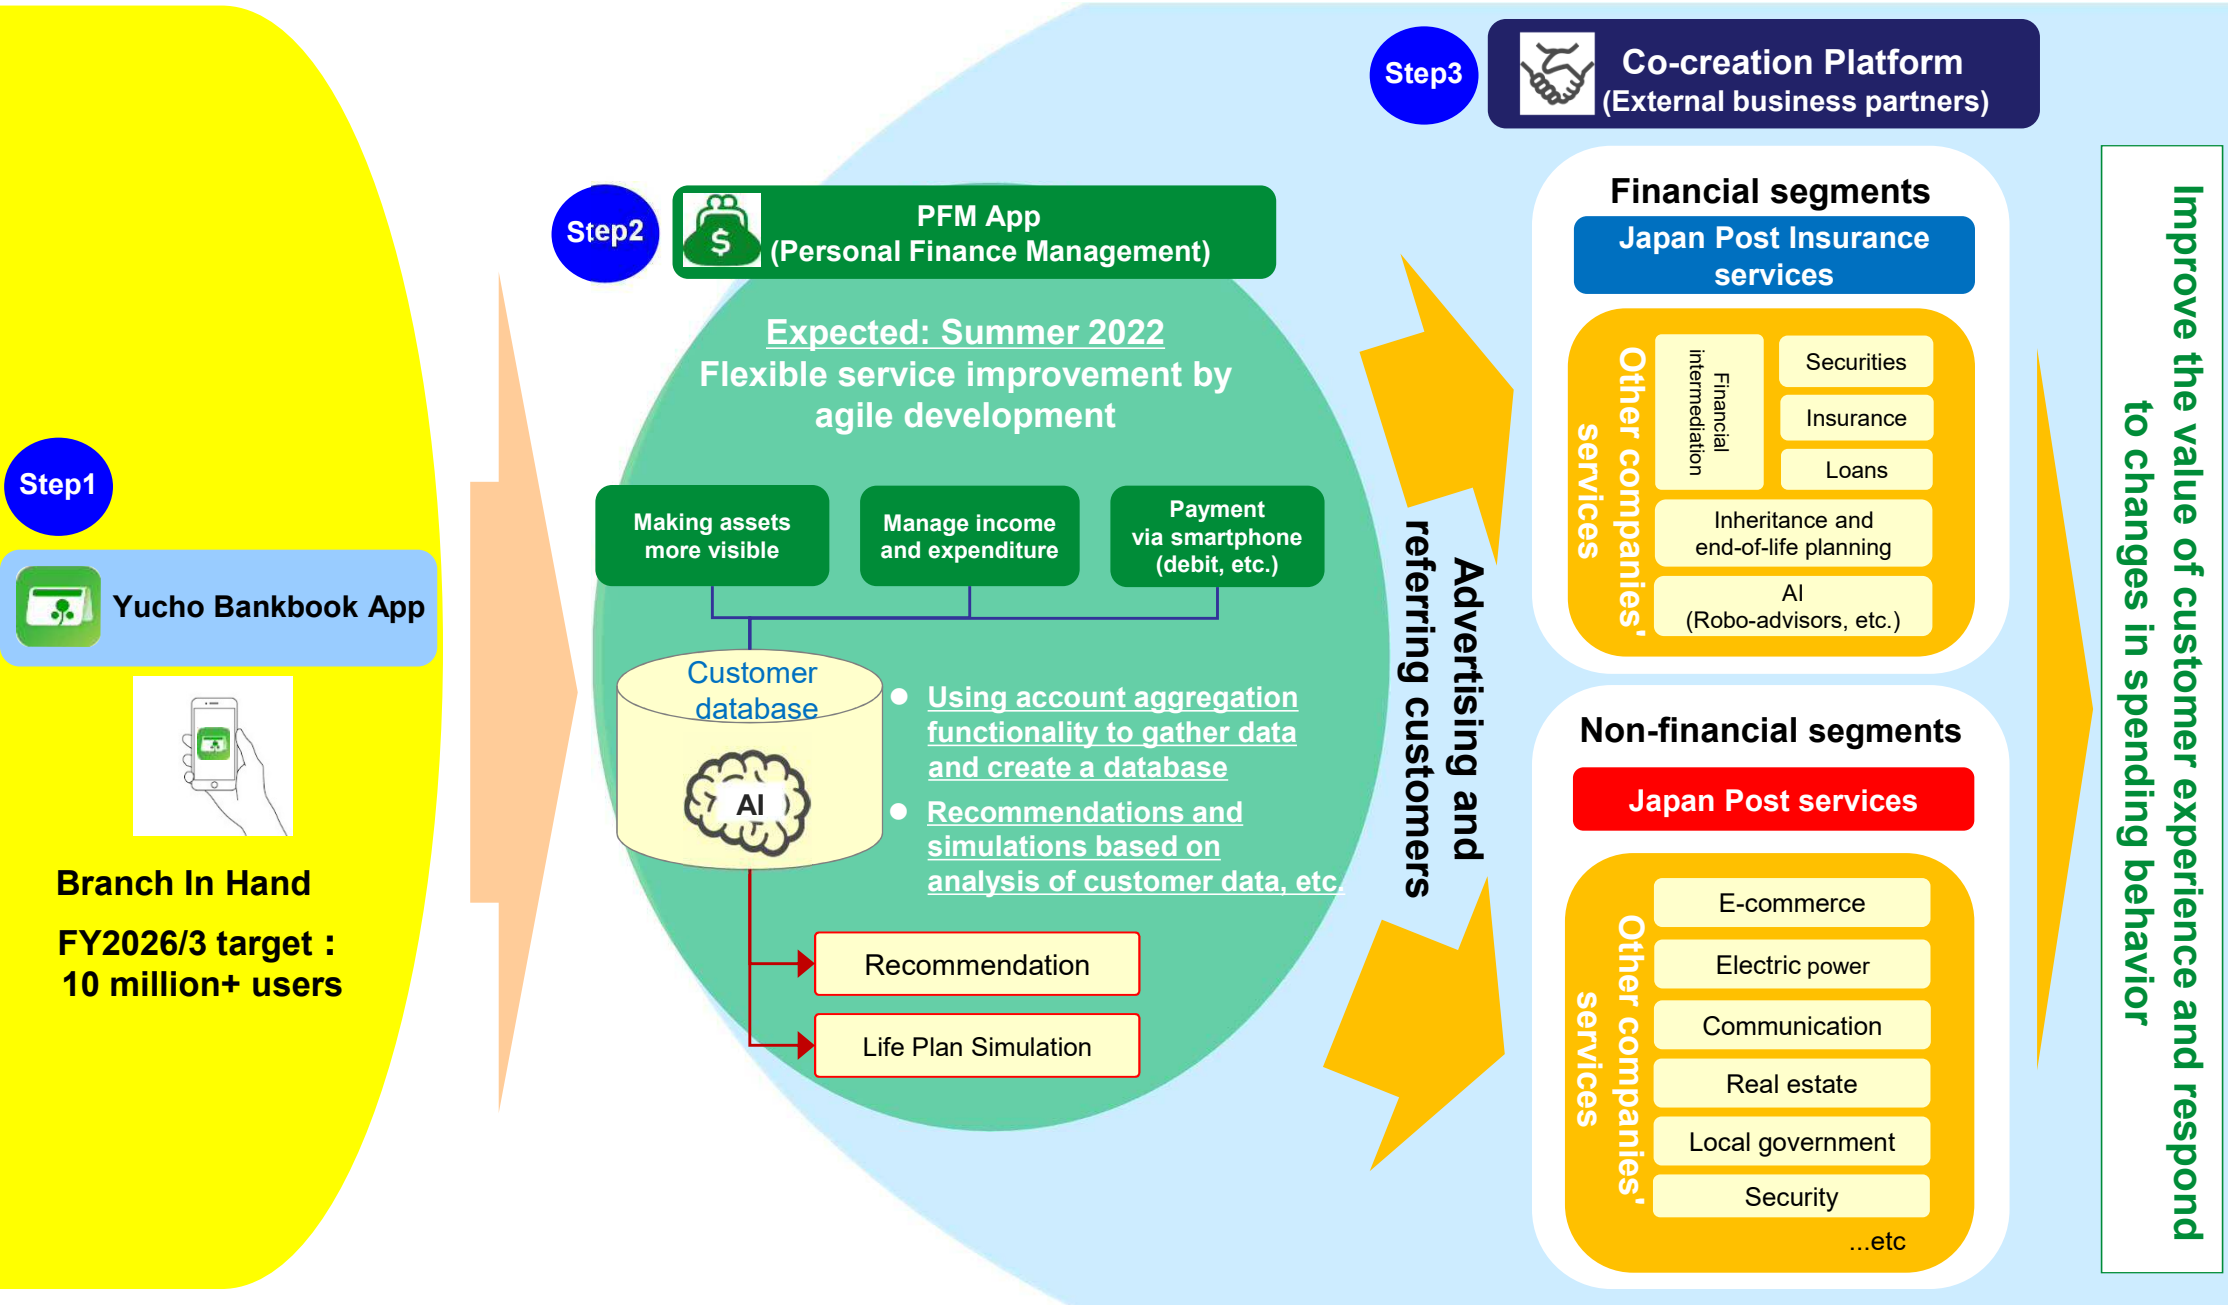 Step1
Yucho Bankbook App
Branch In Hand
FY2026/3 target：
10 million+ users
Step2
$
PFM App
(Personal Finance Management)
Expected: Summer 2022
Flexible service improvement by
agile development
Making assets
more visible
Manage income
and expenditure
Payment
via smartphone
(debit, etc.)
Customer
database
AI
● Using account aggregation
functionality to gather data
and create a database
● Recommendations and
simulations based on
analysis of customer data, etc.
Recommendation
Life Plan Simulation
Advertising and
referring customers
Step3
Co-creation Platform
(External business partners)
Financial segments
Japan Post Insurance
services
Other companies'
services
Financial
intermediation
Securities
Insurance
Loans
Inheritance and
end-of-life planning
AI
(Robo-advisors, etc.)
Non-financial segments
Japan Post services
Other companies'
services
E-commerce
Electric power
Communication
Real estate
Local government
Security
...etc
Improve the value of customer experience and respond
to changes in spending behavior